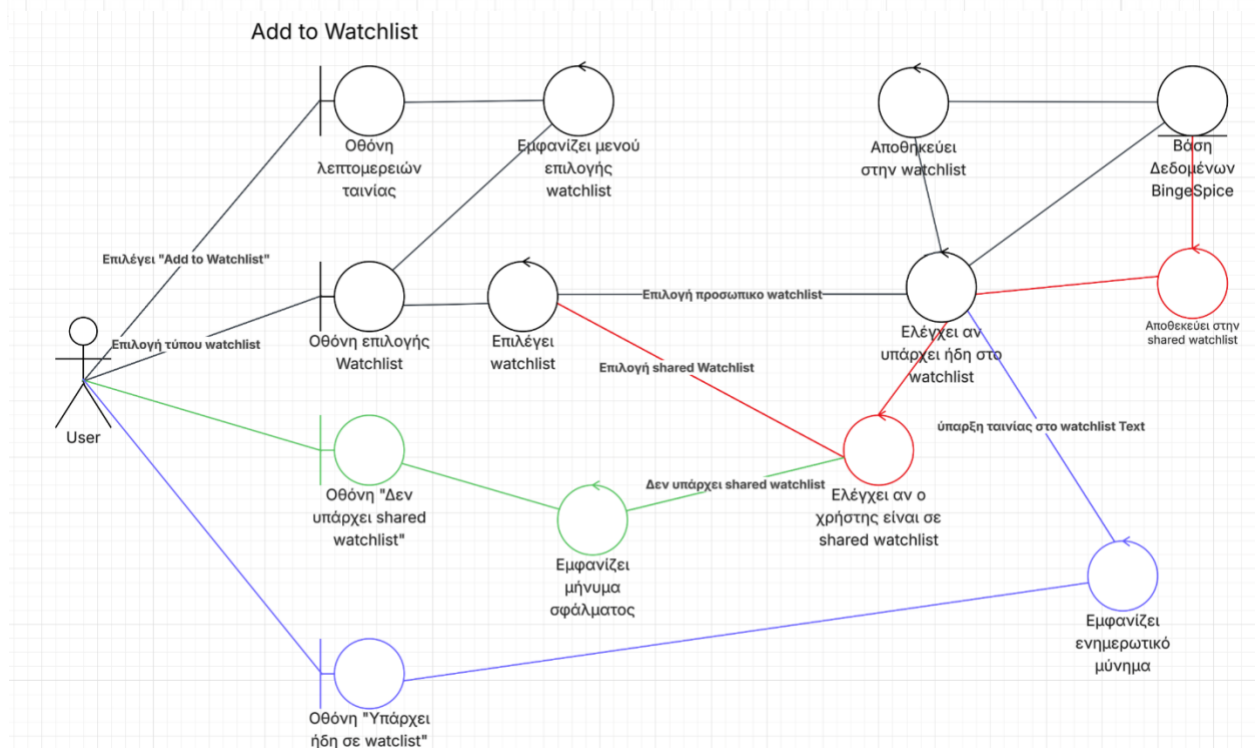 Add to Watchlist
Οθόνη
λεπτομερειών
ταινίας
Εμφανίζει μενού
επιλογής
watchlist
Αποθηκεύει
στην watchlist
Βάση
Δεδομένων
BingeSpice
Επιλέγει "Add to Watchlist"
Επιλογή τύπου watchlist
Οθόνη επιλογής
Watchlist
Επιλέγει
watchlist
Επιλογή προσωπικο watchlist
Επιλογή shared Watchlist
Ελέγχει αν
υπάρχει ήδη στο
watchlist
Αποθεκεύει στην
shared watchlist
User
Οθόνη "Δεν
υπάρχει shared
watchlist"
Εμφανίζει
μήνυμα
σφάλματος
Δεν υπάρχει shared watchlist
Ελέγχει αν ο
χρήστης είναι σε
shared watchlist
ύπαρξη ταινίας στο watchlist Text
Εμφανίζει
ενημερωτικό
μύνημα
Οθόνη "Υπάρχει
ήδη σε watclist"